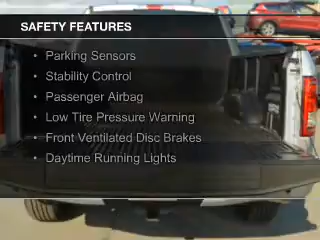 SAFETY FEATURES
• Parking Sensors
• Stability Control
• Passenger Airbag
• Low Tire Pressure Warning
• Front Ventilated Disc Brakes
• Daytime Running Lights